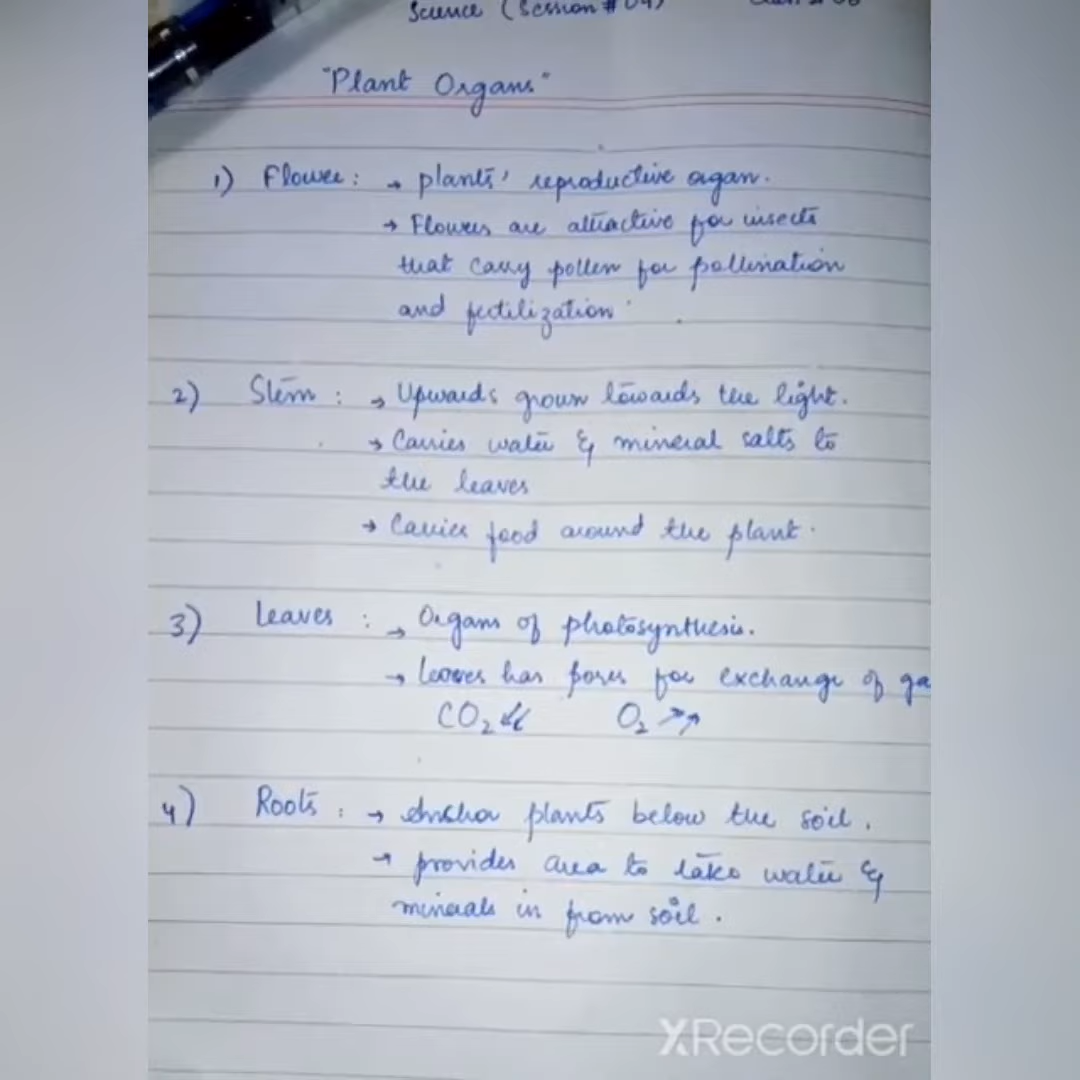 Science (Session #04)
"Plant Organs"
1) Flower: → plants' reproductive organ.
→ Flowers are attractive for insects
that carry pollen for pollination
and fertilization.
2) Stem: → Upwards grown towards the light.
→ Carries water & mineral salts to
the leaves
→ Carries food around the plant.
3) Leaves: → Organs of photosynthesis.
→ Leaves has pores for exchange of ga
CO₂ ↙↙ O₂ ↗↗
4) Roots: → Anchor plants below the soil.
→ provides area to take water &
minerals in from soil.
XRecorder